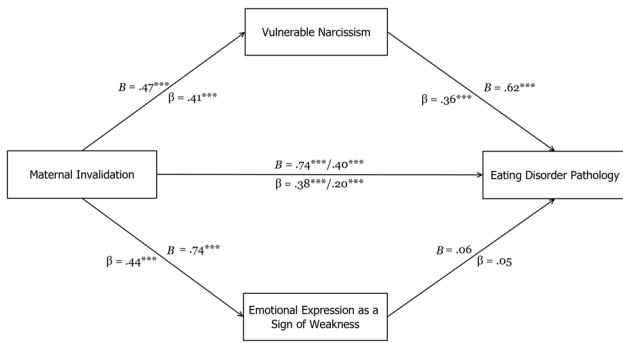 Vulnerable Narcissism
B = .47***
β = .41***
B = .62***
β = .36***
Maternal Invalidation
B = .74***/.40***
β = .38***/.20***
Eating Disorder Pathology
B = .74***
β = .44***
B = .06
β = .05
Emotional Expression as a
Sign of Weakness